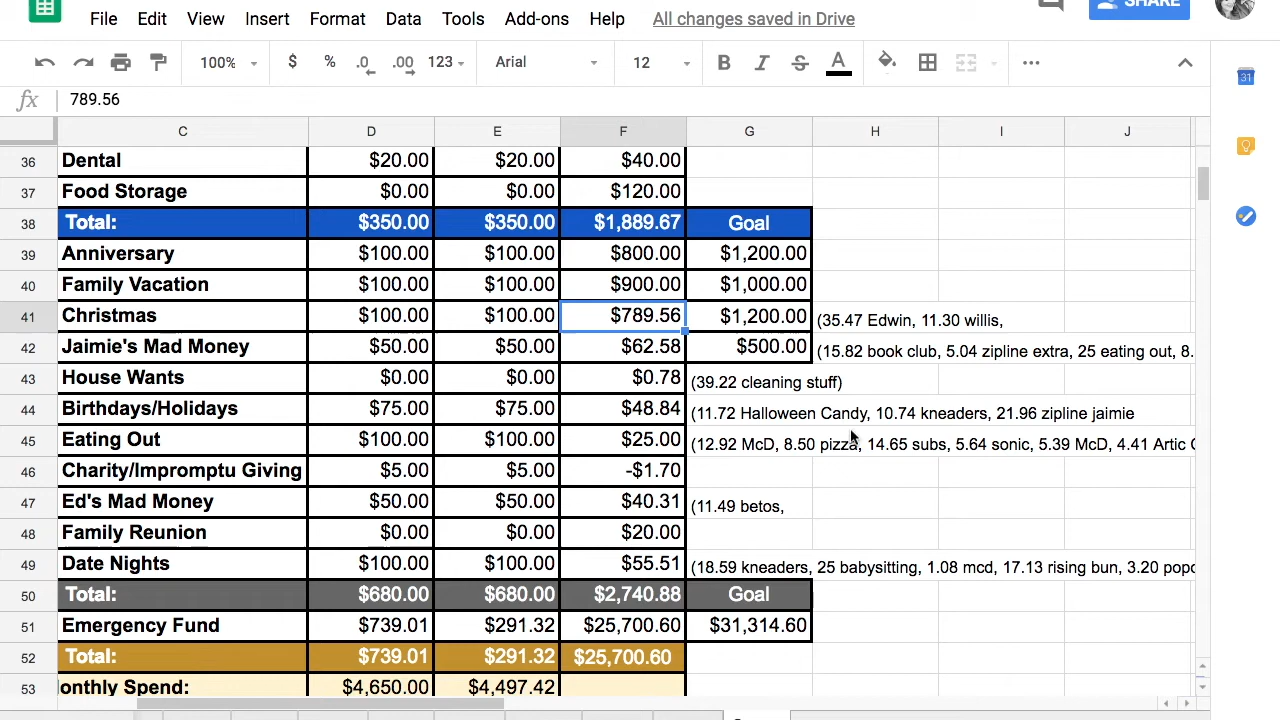 SHARE
File Edit View Insert Format Data Tools Add-ons Help All changes saved in Drive
100% $ % .0 .00 123 Arial 12 B I S A
fx 789.56
C D E F G H I J
36 Dental $20.00 $20.00 $40.00
37 Food Storage $0.00 $0.00 $120.00
38 Total: $350.00 $350.00 $1,889.67 Goal
39 Anniversary $100.00 $100.00 $800.00 $1,200.00
40 Family Vacation $100.00 $100.00 $900.00 $1,000.00
41 Christmas $100.00 $100.00 $789.56 $1,200.00 (35.47 Edwin, 11.30 willis,
42 Jaimie's Mad Money $50.00 $50.00 $62.58 $500.00 (15.82 book club, 5.04 zipline extra, 25 eating out, 8.
43 House Wants $0.00 $0.00 $0.78 (39.22 cleaning stuff)
44 Birthdays/Holidays $75.00 $75.00 $48.84 (11.72 Halloween Candy, 10.74 kneaders, 21.96 zipline jaimie
45 Eating Out $100.00 $100.00 $25.00 (12.92 McD, 8.50 pizza, 14.65 subs, 5.64 sonic, 5.39 McD, 4.41 Artic
46 Charity/Impromptu Giving $5.00 $5.00 -$1.70
47 Ed's Mad Money $50.00 $50.00 $40.31 (11.49 betos,
48 Family Reunion $0.00 $0.00 $20.00
49 Date Nights $100.00 $100.00 $55.51 (18.59 kneaders, 25 babysitting, 1.08 mcd, 17.13 rising bun, 3.20 popc
50 Total: $680.00 $680.00 $2,740.88 Goal
51 Emergency Fund $739.01 $291.32 $25,700.60 $31,314.60
52 Total: $739.01 $291.32 $25,700.60
53 onthly Spend: $4,650.00 $4,497.42
31